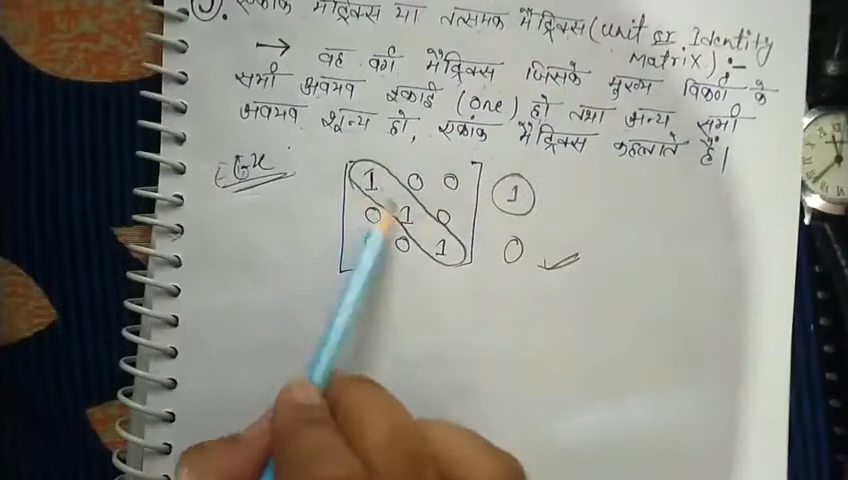 5. एकांक मैट्रिक्स या तत्समक मैट्रिक्स (unit or Identity
Matrix) :-
→ वह वर्ग मैट्रिक्स जिसके मुख्य विकर्ण के
सभी अवयव इकाई (one) हो तथा अन्य सभी
अवयव शून्य हो, एकांक मैट्रिक्स कहलाते हैं।
Ex
1 0 0 1
0 1 0
0 1 0